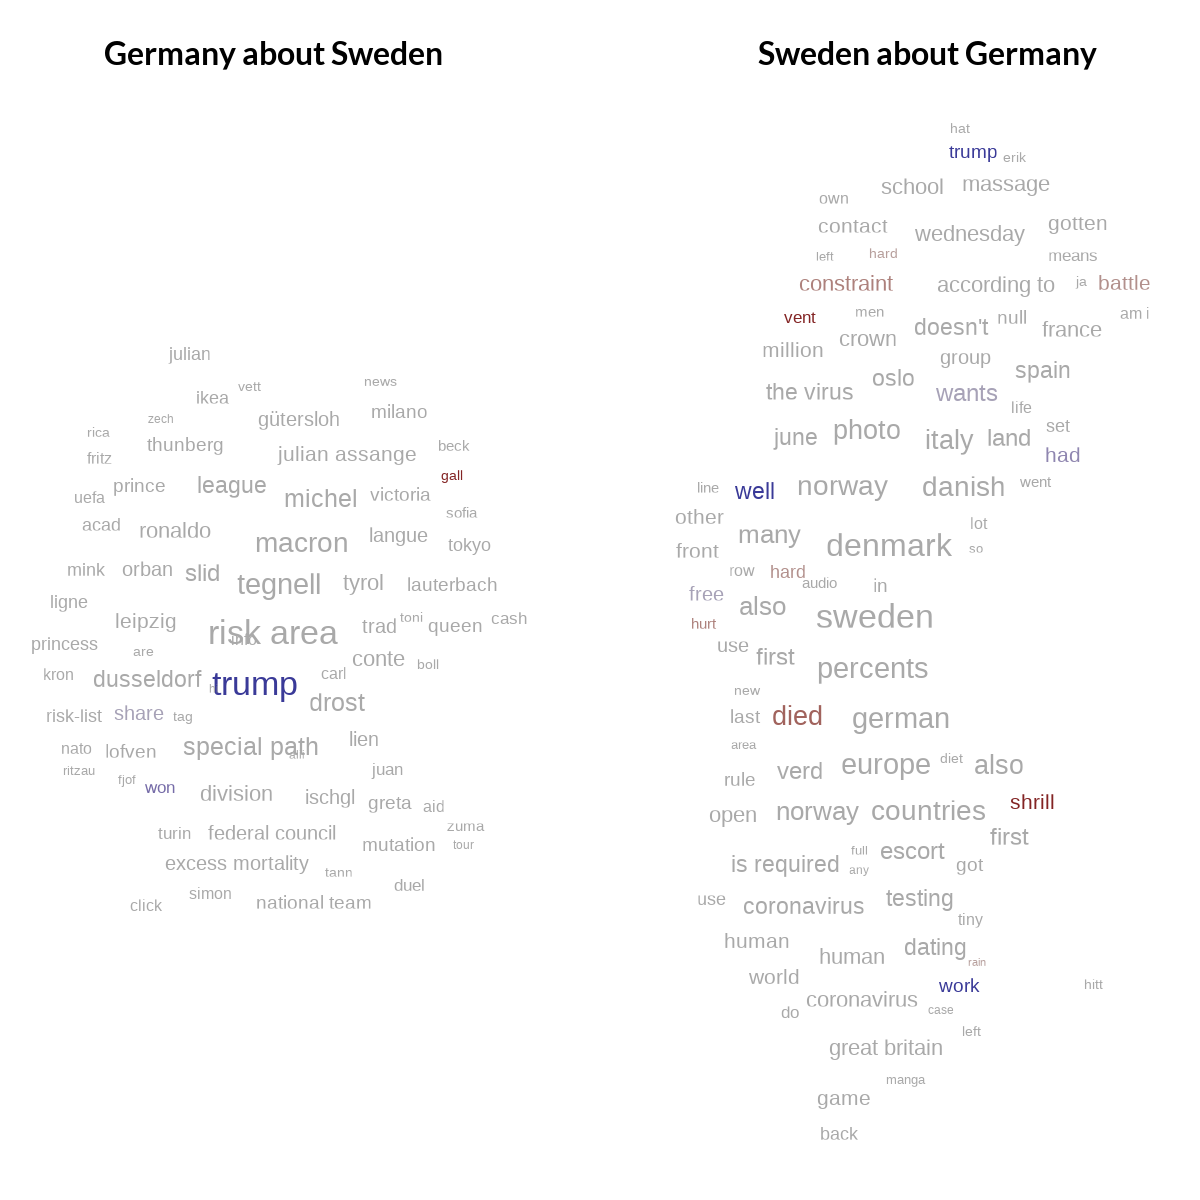 Germany about Sweden
julian
news
vett
ikea
milano
zech
gütersloh
rica
thunberg
beck
julian assange
fritz
gall
prince
league
victoria
uefa
michel
sofia
acad
ronaldo
langue
macron
tokyo
mink
orban
slid
tegnell
tyrol
lauterbach
ligne
leipzig
toni
cash
risk area
trad
queen
info
princess
are
conte
boll
kron
dusseldorf
carl
trump
drost
risk-list
share
tag
nato
lofven
special path
lien
ritzau
juan
fjof
won
division
ischgl
greta
aid
turin
federal council
zuma
mutation
tour
excess mortality
tann
simon
duel
click
national team
Sweden about Germany
hat
trump
erik
school
massage
own
contact
wednesday
gotten
left
hard
means
constraint
according to
ja
battle
vent
men
doesn't
null
am i
crown
france
million
group
the virus
oslo
wants
spain
life
june
photo
italy
land
set
had
line
well
norway
danish
went
other
many
lot
front
denmark
so
row
hard
audio
in
free
also
sweden
hurt
use
first
percents
new
last
died
german
area
rule
verd
europe
diet
also
open
norway
countries
shrill
first
is required
full
escort
got
any
use
coronavirus
testing
tiny
human
human
dating
rain
world
work
hitt
coronavirus
do
case
left
great britain
manga
game
back